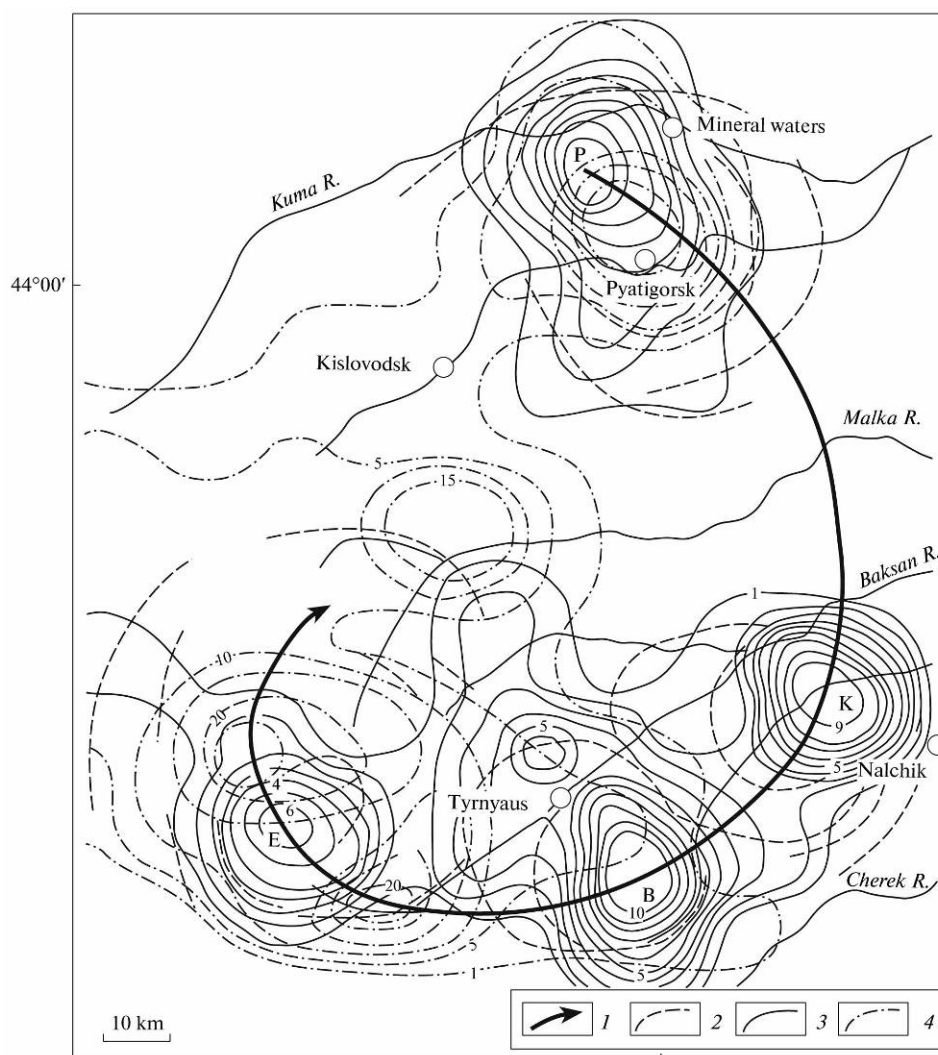 Mineral waters
P
Kuma R.
44°00′
Pyatigorsk
Kislovodsk
Malka R.
5
15
Baksan R.
1
10
K
20
9
5
5
Nalchik
4
Tyrnyaus
6
E
20
B
Cherek R.
10
5
5
1
10 km
1
2
3
4